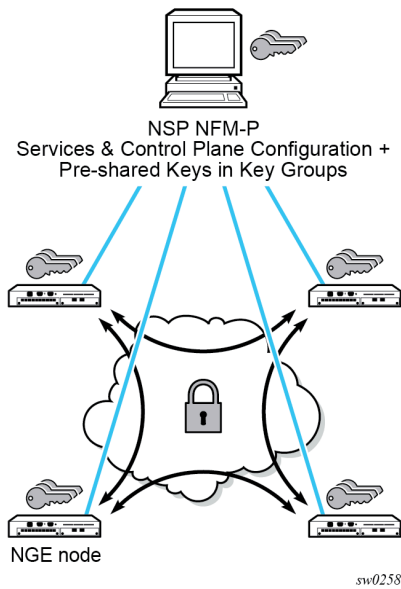 NSP NFM-P
Services & Control Plane Configuration +
Pre-shared Keys in Key Groups
NGE node
sw0258